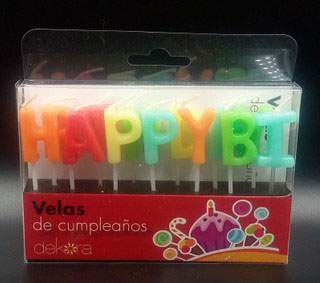 HAPPY BI
Velas
de cumpleaños
dekora